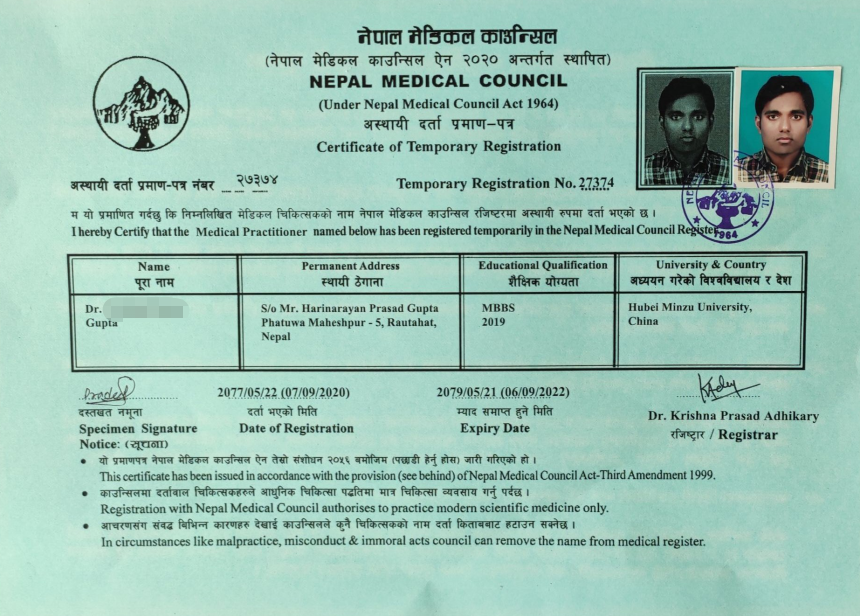 नेपाल मेडिकल काउन्सिल
(नेपाल मेडिकल काउन्सिल ऐन २०२० अन्तर्गत स्थापित)
NEPAL MEDICAL COUNCIL
(Under Nepal Medical Council Act 1964)
अस्थायी दर्ता प्रमाण-पत्र
Certificate of Temporary Registration
अस्थायी दर्ता प्रमाण-पत्र नंबर २७३७४
Temporary Registration No. 27374
म यो प्रमाणित गर्दछु कि निम्नलिखित मेडिकल चिकित्सकको नाम नेपाल मेडिकल काउन्सिल रजिष्टरमा अस्थायी रुपमा दर्ता भएको छ ।
I hereby Certify that the Medical Practitioner named below has been registered temporarily in the Nepal Medical Council Register.
1964
Name Permanent Address Educational Qualification University & Country
पूरा नाम स्थायी ठेगाना शैक्षिक योग्यता अध्ययन गरेको विश्वविद्यालय र देश
Dr. S/o Mr. Harinarayan Prasad Gupta MBBS Hubei Minzu University,
Gupta Phatuwa Maheshpur - 5, Rautahat, 2019 China
Nepal
2077/05/22 (07/09/2020) 2079/05/21 (06/09/2022)
दस्तखत नमूना दर्ता भएको मिति म्याद समाप्त हुने मिति Dr. Krishna Prasad Adhikary
Specimen Signature Date of Registration Expiry Date रजिष्ट्रार / Registrar
Notice: (सूचना)
• यो प्रमाणपत्र नेपाल मेडिकल काउन्सिल ऐन तेस्रो संशोधन २०५६ बमोजिम (पछाडी हेर्नु होस) जारी गरिएको हो ।
This certificate has been issued in accordance with the provision (see behind) of Nepal Medical Council Act-Third Amendment 1999.
• काउन्सिलमा दर्तावाल चिकित्सकहरुले आधुनिक चिकित्सा पद्धतिमा मात्र चिकित्सा व्यवसाय गर्नु पर्दछ ।
Registration with Nepal Medical Council authorises to practice modern scientific medicine only.
• आचरणसंग संवद्ध विभिन्न कारणहरु देखाई काउन्सिलले कुनै चिकित्सकको नाम दर्ता किताबबाट हटाउन सक्नेछ ।
In circumstances like malpractice, misconduct & immoral acts council can remove the name from medical register.